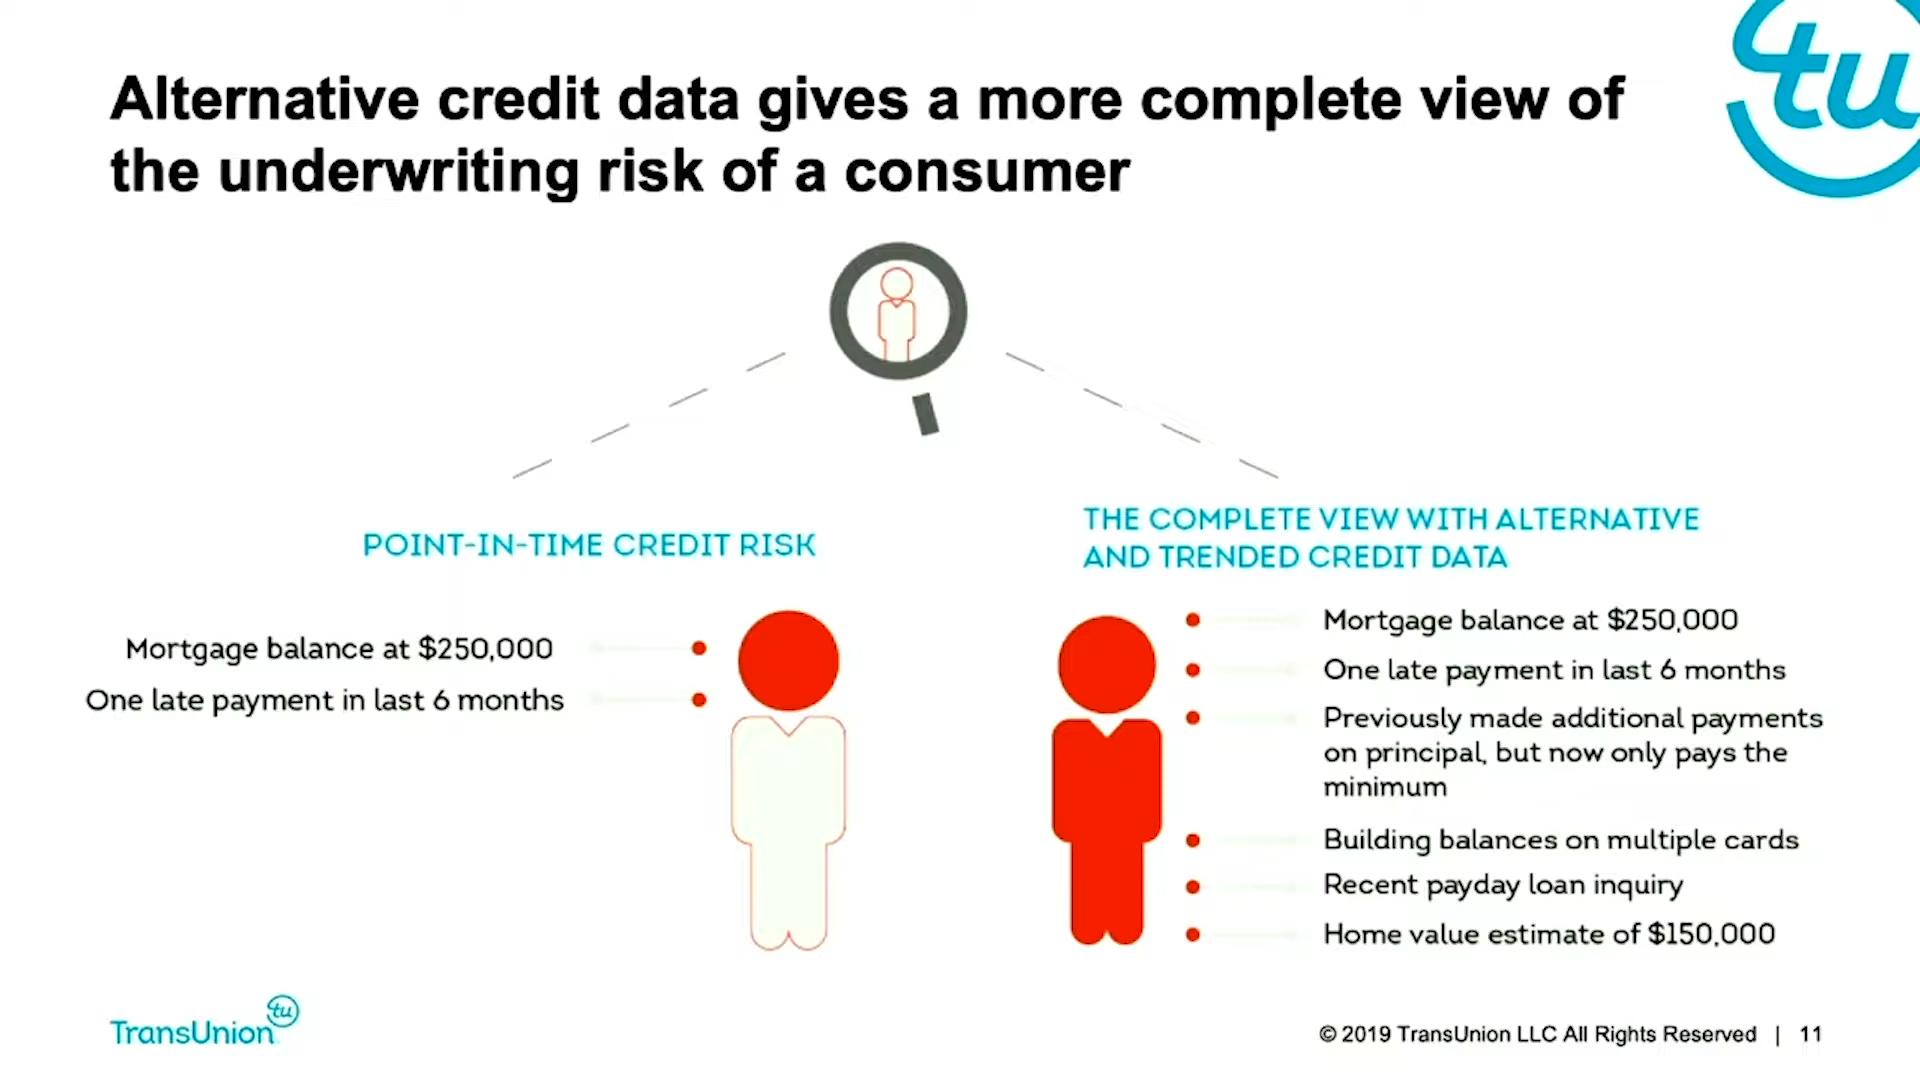 Alternative credit data gives a more complete view of
the underwriting risk of a consumer
tu
POINT-IN-TIME CREDIT RISK
Mortgage balance at $250,000
One late payment in last 6 months
THE COMPLETE VIEW WITH ALTERNATIVE
AND TRENDED CREDIT DATA
Mortgage balance at $250,000
One late payment in last 6 months
Previously made additional payments
on principal, but now only pays the
minimum
Building balances on multiple cards
Recent payday loan inquiry
Home value estimate of $150,000
TransUnion tu
© 2019 TransUnion LLC All Rights Reserved | 11